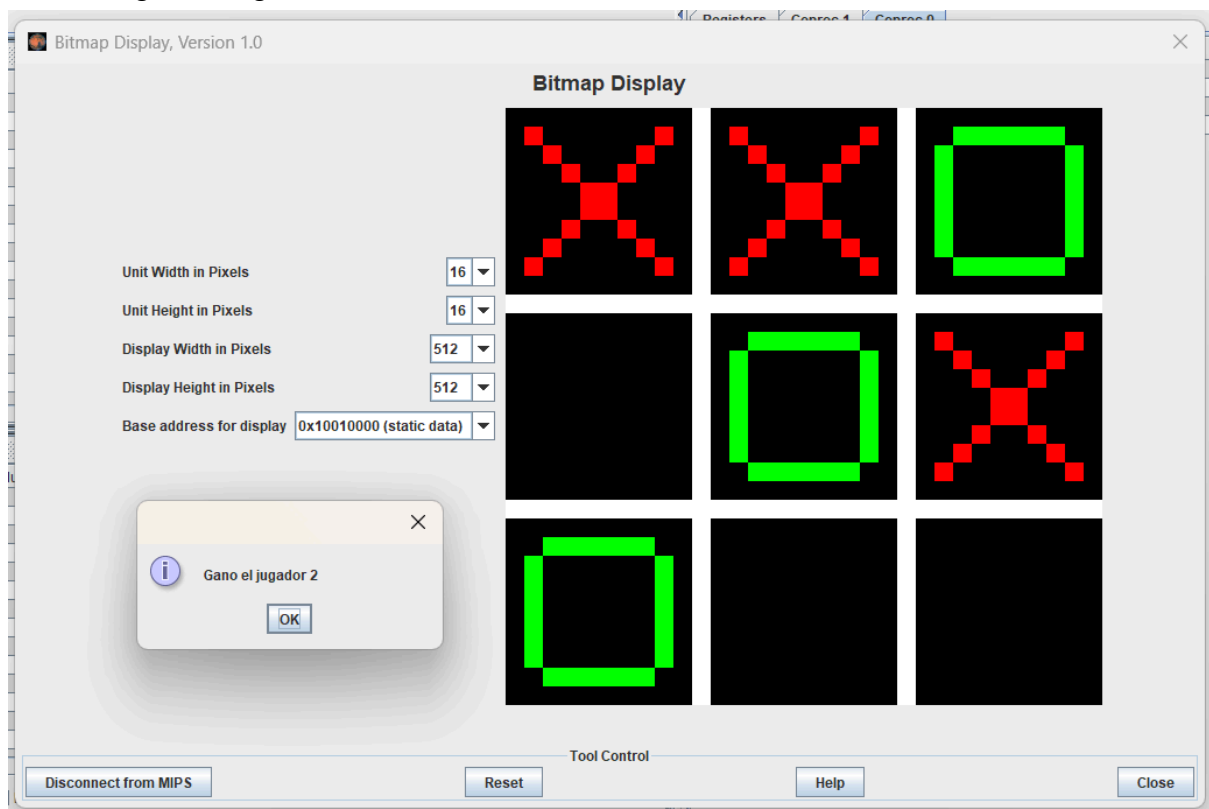 Registers Coproc 1 Coproc 0
Bitmap Display, Version 1.0
Bitmap Display
Unit Width in Pixels 16
Unit Height in Pixels 16
Display Width in Pixels 512
Display Height in Pixels 512
Base address for display 0x10010000 (static data)
Gano el jugador 2
OK
Tool Control
Disconnect from MIPS Reset Help Close